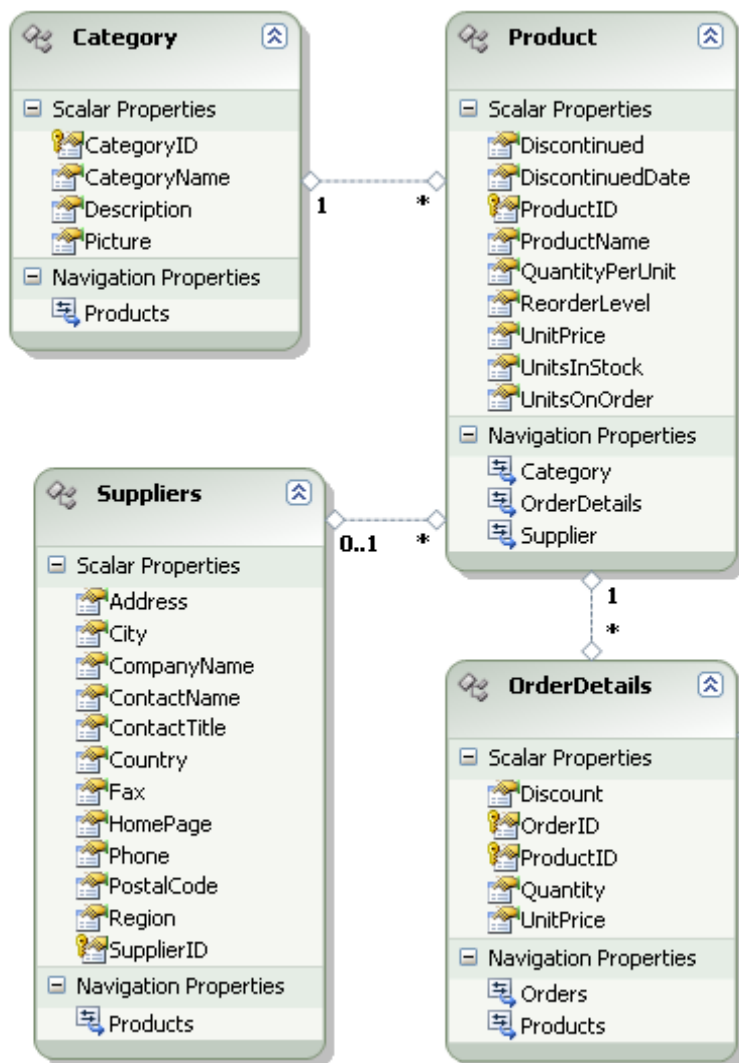 Category
Scalar Properties
CategoryID
CategoryName
Description
Picture
Navigation Properties
Products
1
*
Product
Scalar Properties
Discontinued
DiscontinuedDate
ProductID
ProductName
QuantityPerUnit
ReorderLevel
UnitPrice
UnitsInStock
UnitsOnOrder
Navigation Properties
Category
OrderDetails
Supplier
Suppliers
Scalar Properties
Address
City
CompanyName
ContactName
ContactTitle
Country
Fax
HomePage
Phone
PostalCode
Region
SupplierID
Navigation Properties
Products
0..1
*
1
*
OrderDetails
Scalar Properties
Discount
OrderID
ProductID
Quantity
UnitPrice
Navigation Properties
Orders
Products